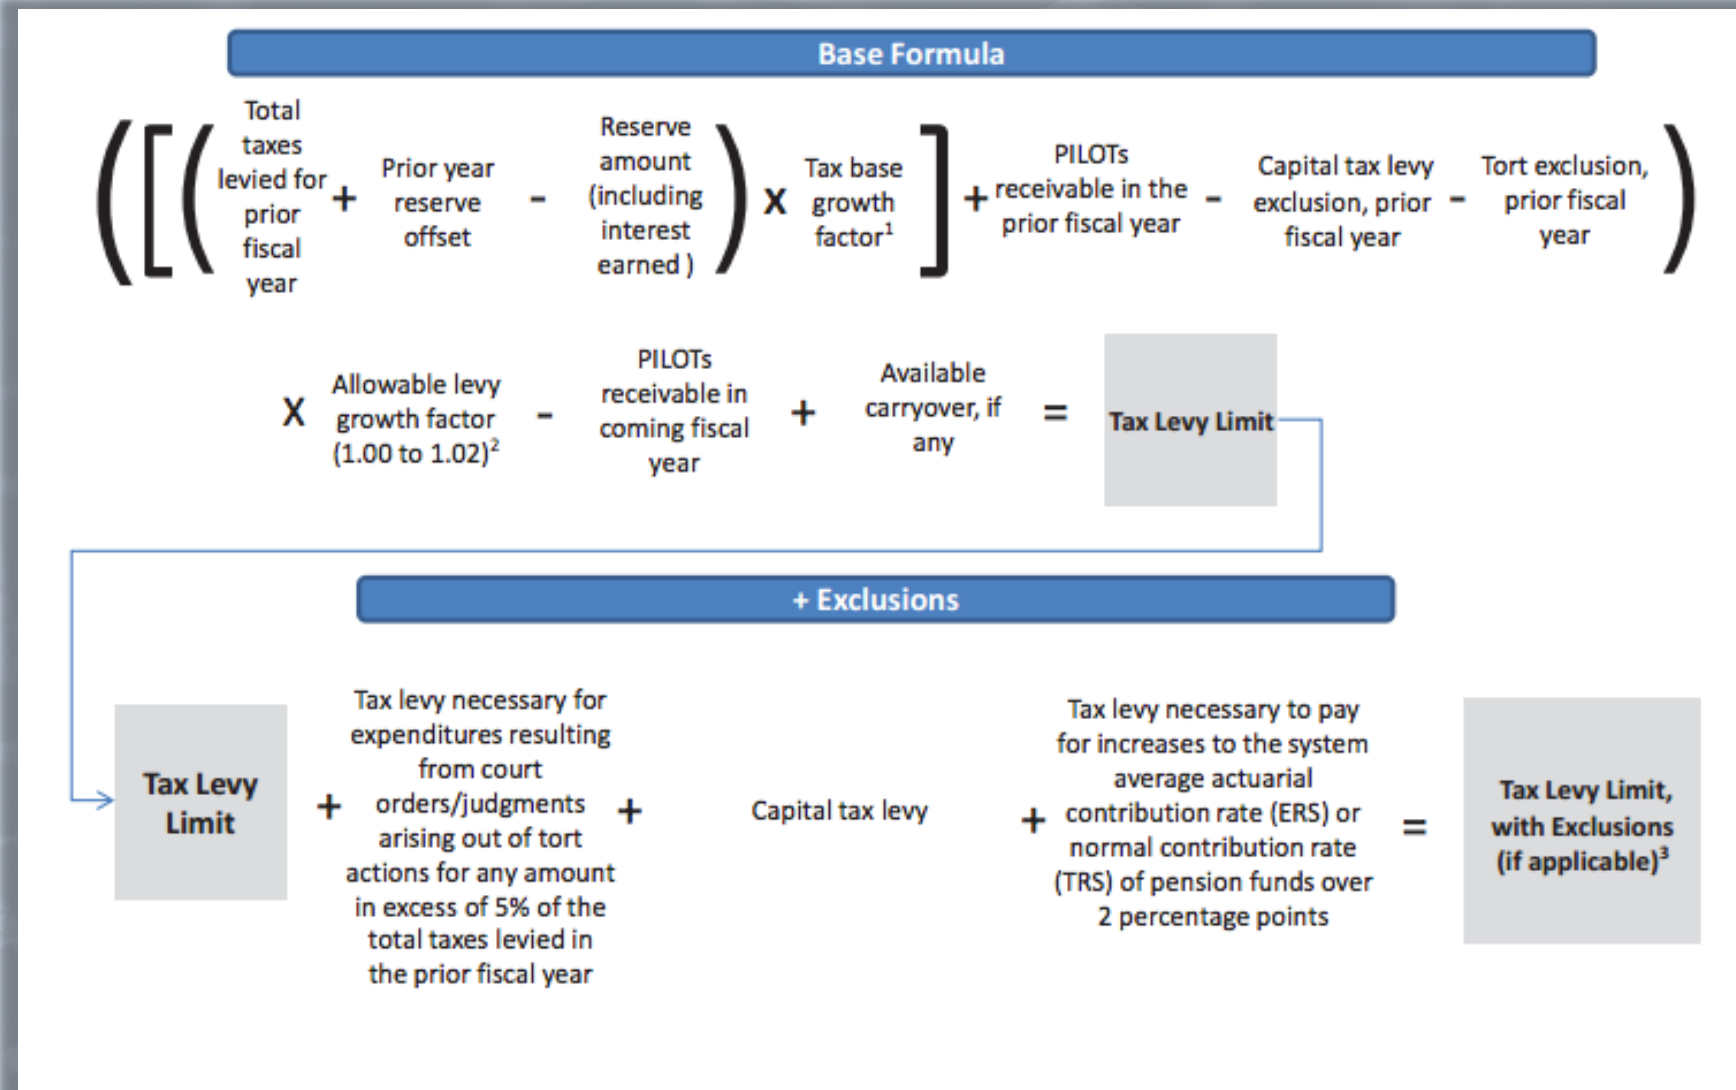 Base Formula
( [ (
Total
taxes
levied for
prior
fiscal
year
+
Prior year
reserve
offset
-
Reserve
amount
(including
interest
earned )
)
x
Tax base
growth
factor¹
]
+
PILOTs
receivable in the
prior fiscal year
-
Capital tax levy
exclusion, prior
fiscal year
-
Tort exclusion,
prior fiscal
year
)
X
Allowable levy
growth factor
(1.00 to 1.02)²
-
PILOTs
receivable in
coming fiscal
year
+
Available
carryover, if
any
=
Tax Levy Limit
+ Exclusions
Tax Levy
Limit
+
Tax levy necessary for
expenditures resulting
from court
orders/judgments
arising out of tort
actions for any amount
in excess of 5% of the
total taxes levied in
the prior fiscal year
+
Capital tax levy
+
Tax levy necessary to pay
for increases to the system
average actuarial
contribution rate (ERS) or
normal contribution rate
(TRS) of pension funds over
2 percentage points
=
Tax Levy Limit,
with Exclusions
(if applicable)³